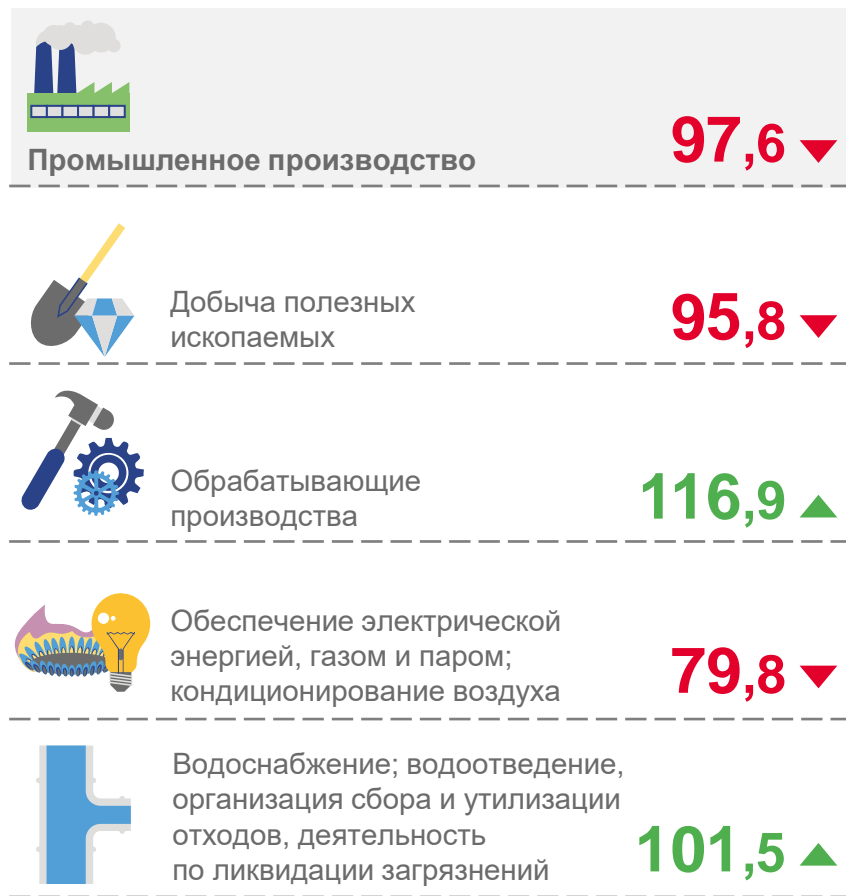 Промышленное производство
97,6
Добыча полезных
ископаемых
95,8
Обрабатывающие
производства
116,9
Обеспечение электрической
энергией, газом и паром;
кондиционирование воздуха
79,8
Водоснабжение; водоотведение,
организация сбора и утилизации
отходов, деятельность
по ликвидации загрязнений
101,5